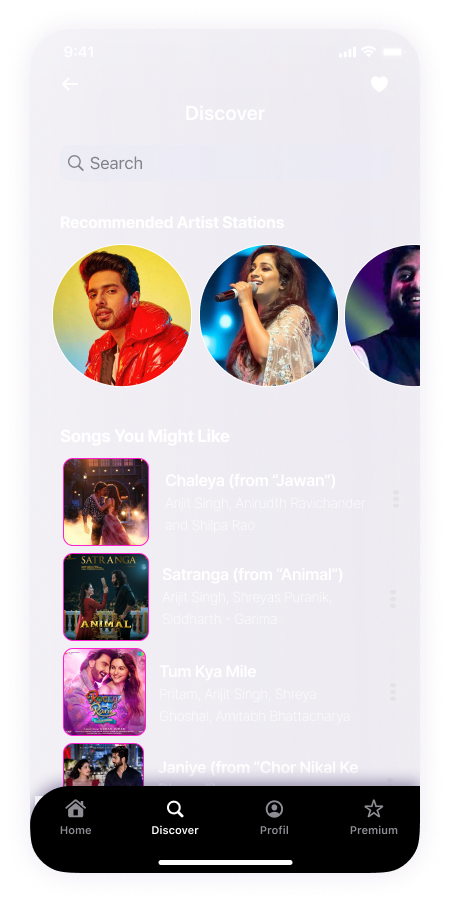 9:41
Discover
Search
Recommended Artist Stations
Songs You Might Like
Chaleya (from “Jawan”)
Arijit Singh, Anirudh Ravichander
and Shilpa Rao
SATRANGA
ANIMAL
Satranga (from “Animal”)
Arijit Singh, Shreyas Puranik,
Siddharth - Garima
Tum Kya Mile
Pritam, Arijit Singh, Shreya
Ghoshal, Amitabh Bhattacharya
Janiye (from “Chor Nikal Ke
Home
Discover
Profil
Premium